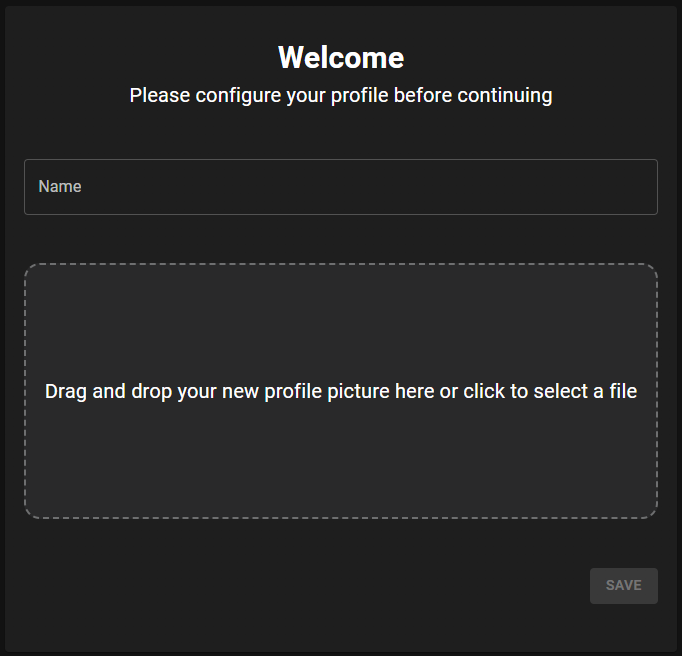 Welcome
Please configure your profile before continuing
Name
Drag and drop your new profile picture here or click to select a file
SAVE